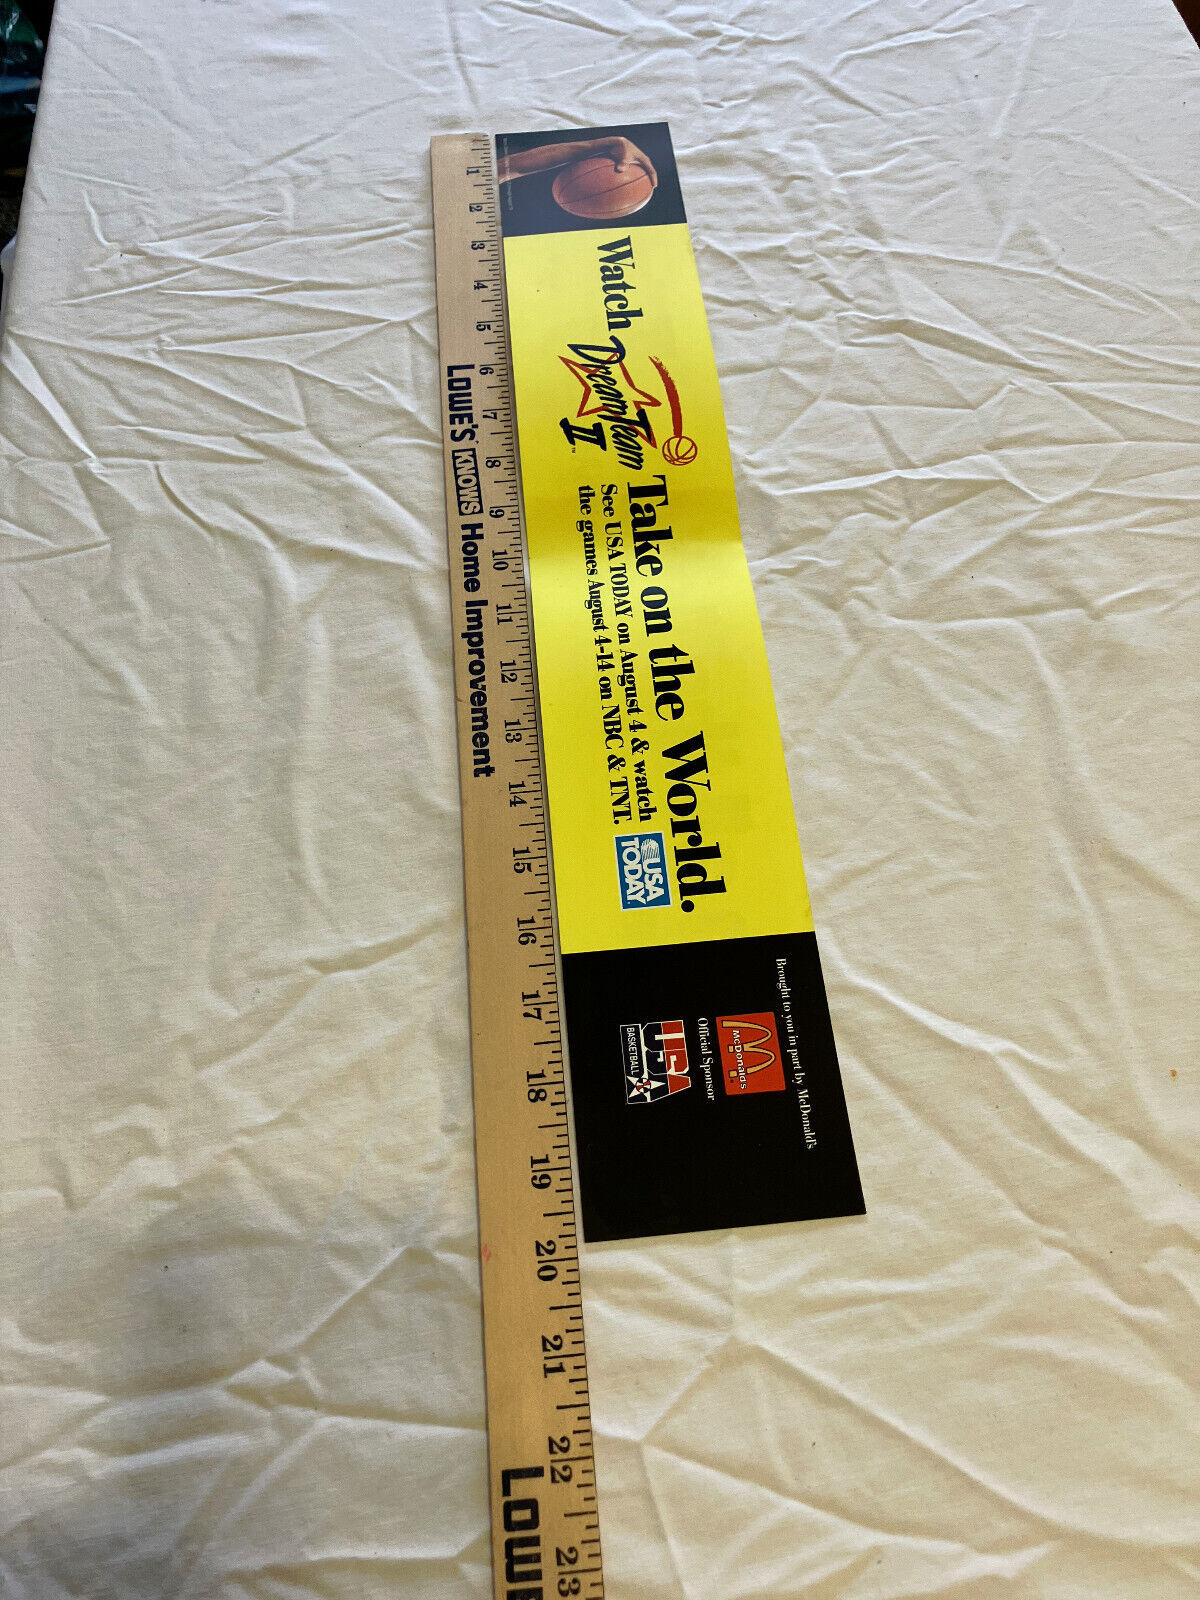 Watch Dream Team II™ Take on the World.
See USA TODAY on August 4 & watch
the games August 4-14 on NBC & TNT.
USA
TODAY.
Brought to you in part by McDonald's
McDonald's
Official Sponsor
USA
BASKETBALL
1 2 3 4 5 6 7 8 9 10 11 12 13 14 15 16 17 18 19 20 21 22 23
LOWE'S KNOWS Home Improvement
LOWE